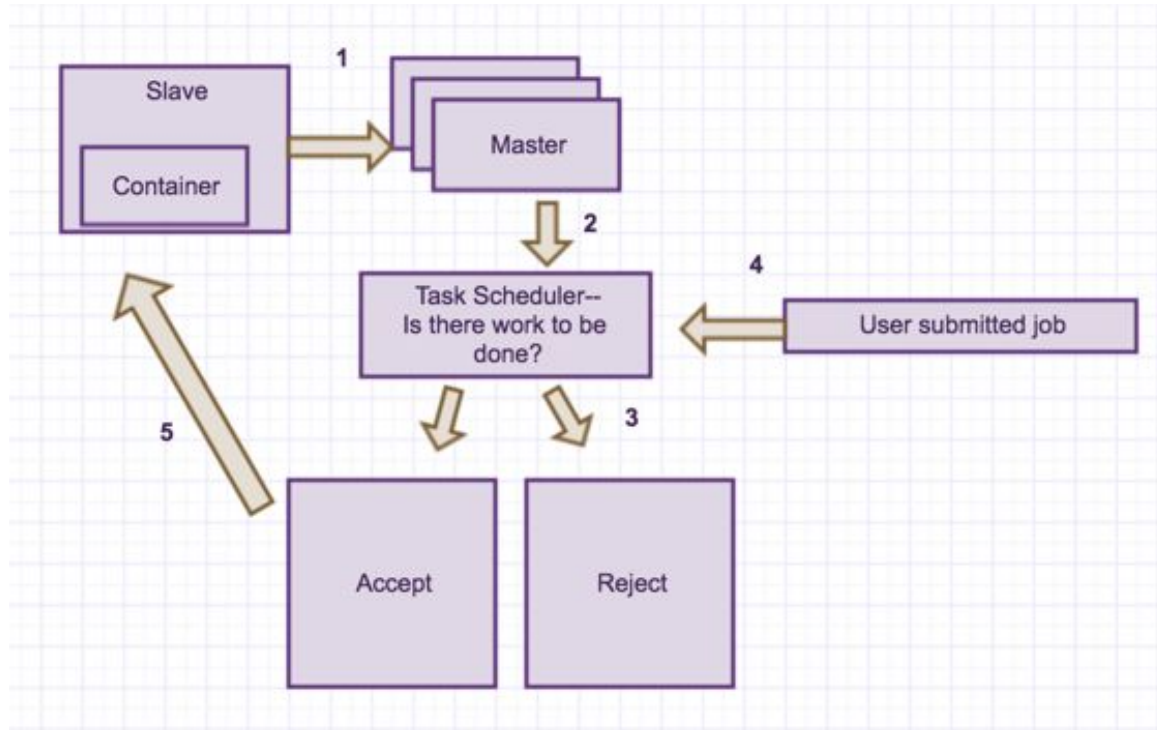 1
Slave
Container
Master
2
4
Task Scheduler--
Is there work to be
done?
User submitted job
3
5
Accept
Reject